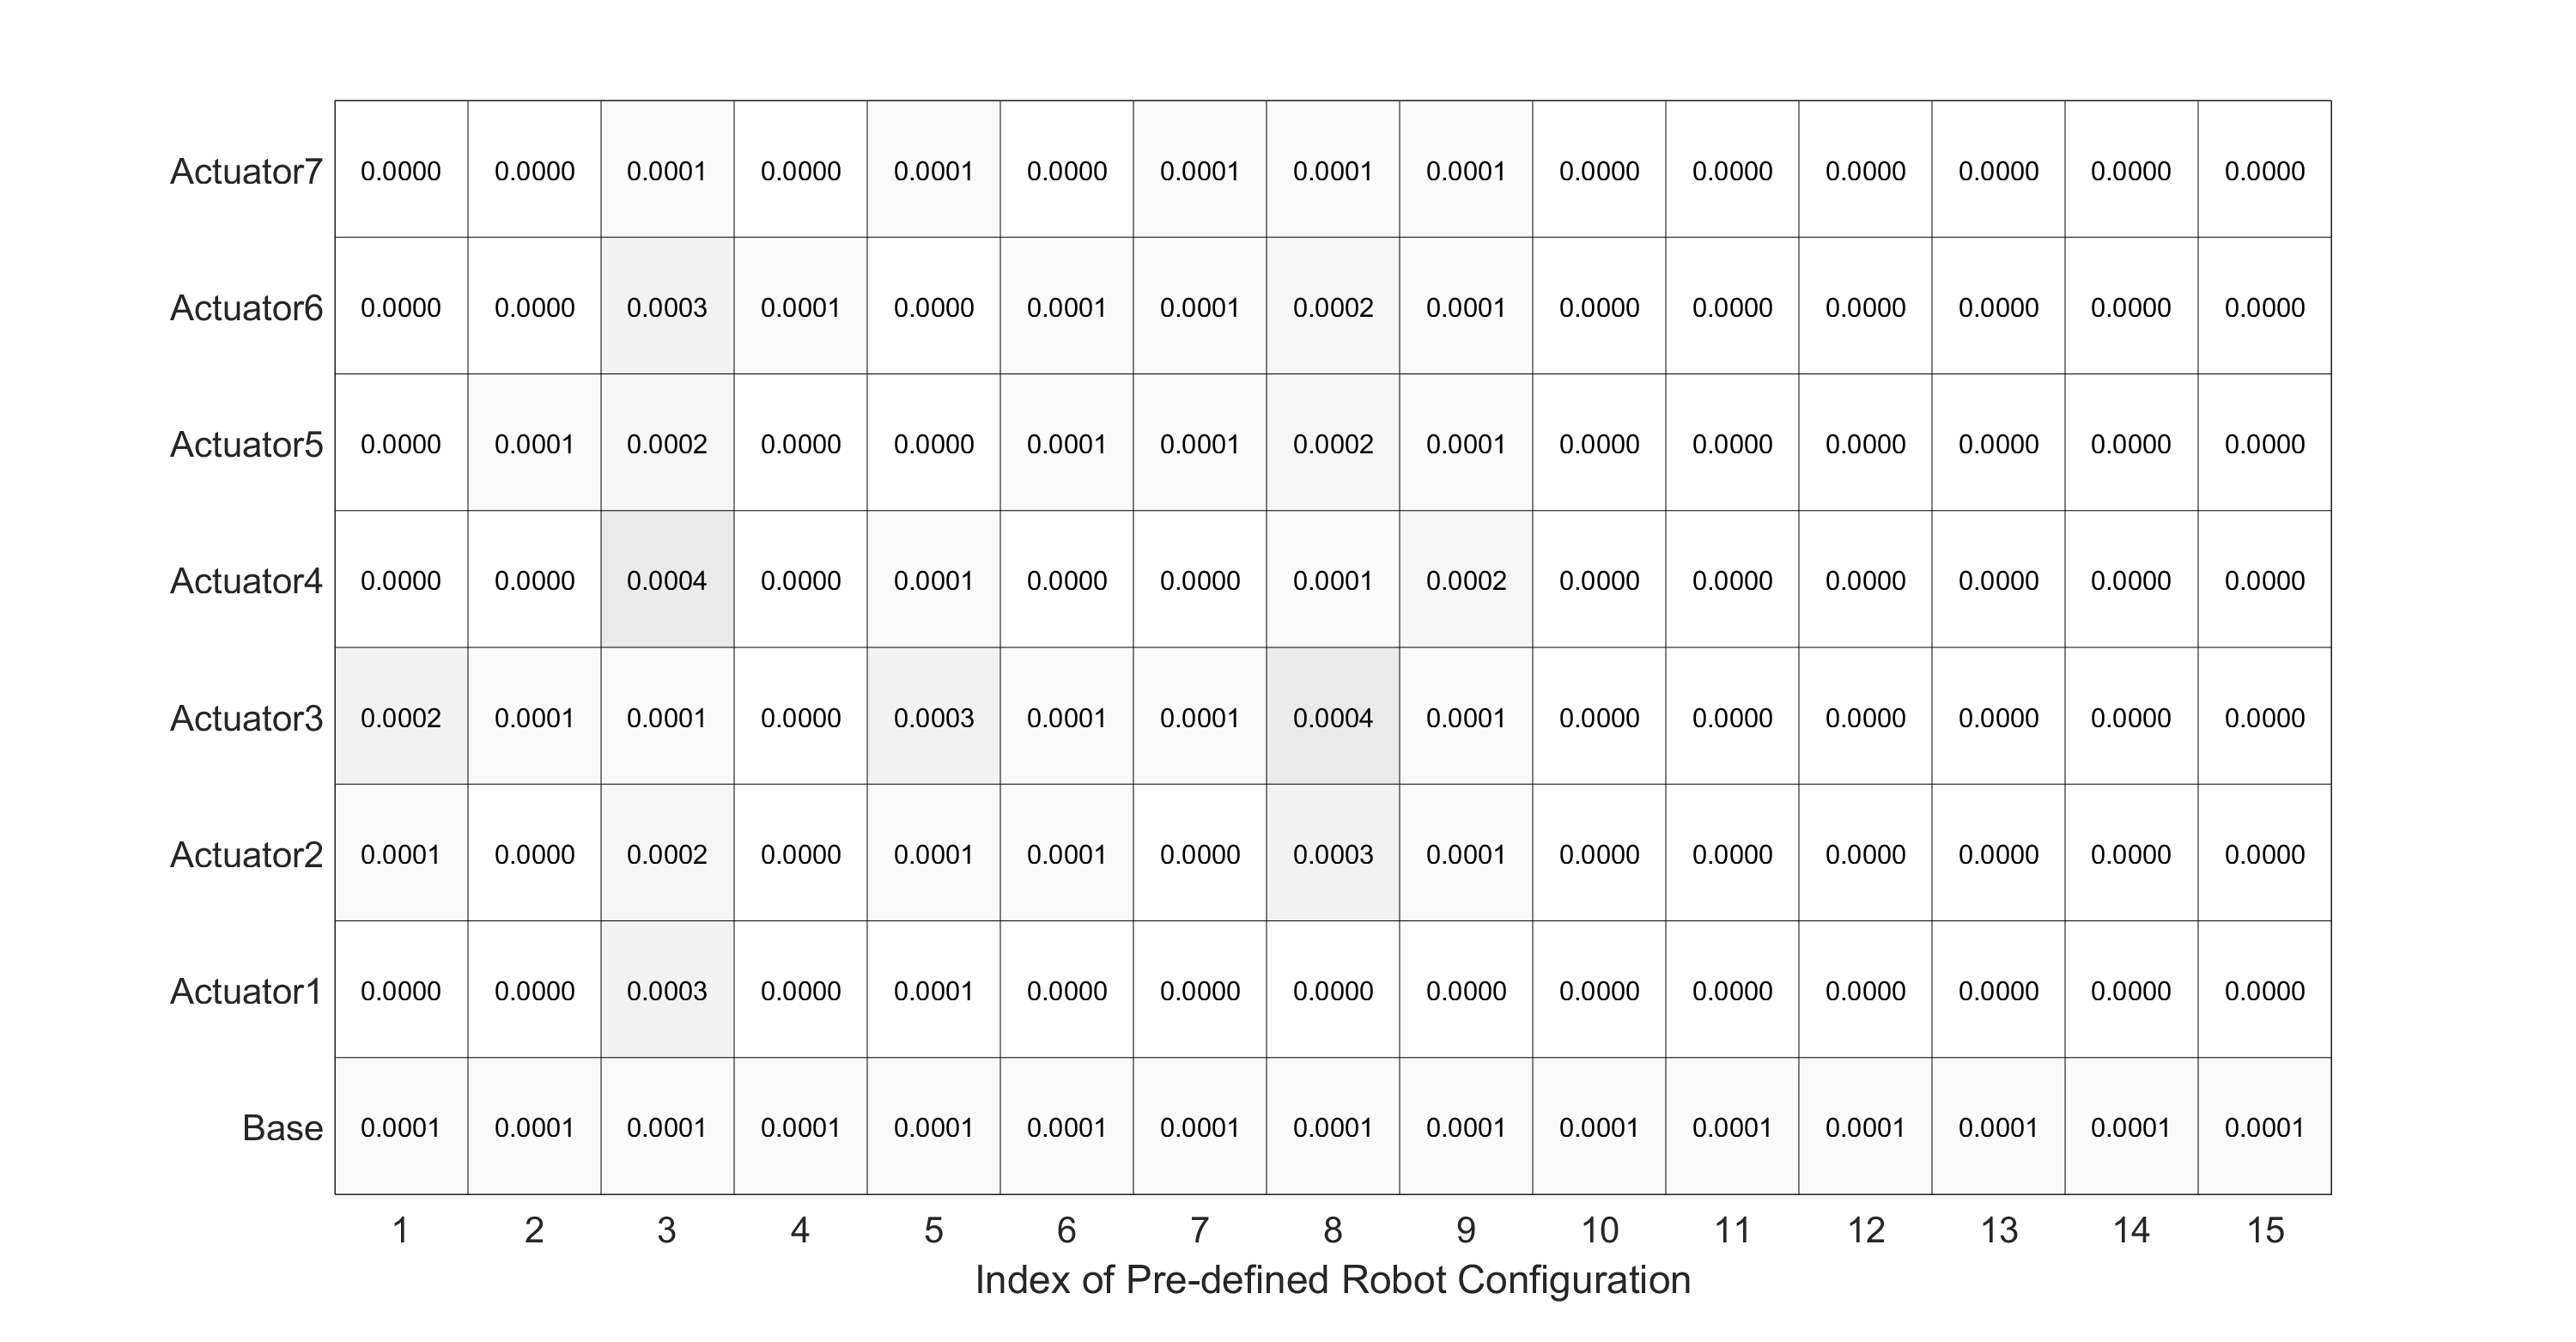 Actuator7 0.0000 0.0000 0.0001 0.0000 0.0001 0.0000 0.0001 0.0001 0.0001 0.0000 0.0000 0.0000 0.0000 0.0000 0.0000
Actuator6 0.0000 0.0000 0.0003 0.0001 0.0000 0.0001 0.0001 0.0002 0.0001 0.0000 0.0000 0.0000 0.0000 0.0000 0.0000
Actuator5 0.0000 0.0001 0.0002 0.0000 0.0000 0.0001 0.0001 0.0002 0.0001 0.0000 0.0000 0.0000 0.0000 0.0000 0.0000
Actuator4 0.0000 0.0000 0.0004 0.0000 0.0001 0.0000 0.0000 0.0001 0.0002 0.0000 0.0000 0.0000 0.0000 0.0000 0.0000
Actuator3 0.0002 0.0001 0.0001 0.0000 0.0003 0.0001 0.0001 0.0004 0.0001 0.0000 0.0000 0.0000 0.0000 0.0000 0.0000
Actuator2 0.0001 0.0000 0.0002 0.0000 0.0001 0.0001 0.0000 0.0003 0.0001 0.0000 0.0000 0.0000 0.0000 0.0000 0.0000
Actuator1 0.0000 0.0000 0.0003 0.0000 0.0001 0.0000 0.0000 0.0000 0.0000 0.0000 0.0000 0.0000 0.0000 0.0000 0.0000
Base 0.0001 0.0001 0.0001 0.0001 0.0001 0.0001 0.0001 0.0001 0.0001 0.0001 0.0001 0.0001 0.0001 0.0001 0.0001
1 2 3 4 5 6 7 8 9 10 11 12 13 14 15
Index of Pre-defined Robot Configuration